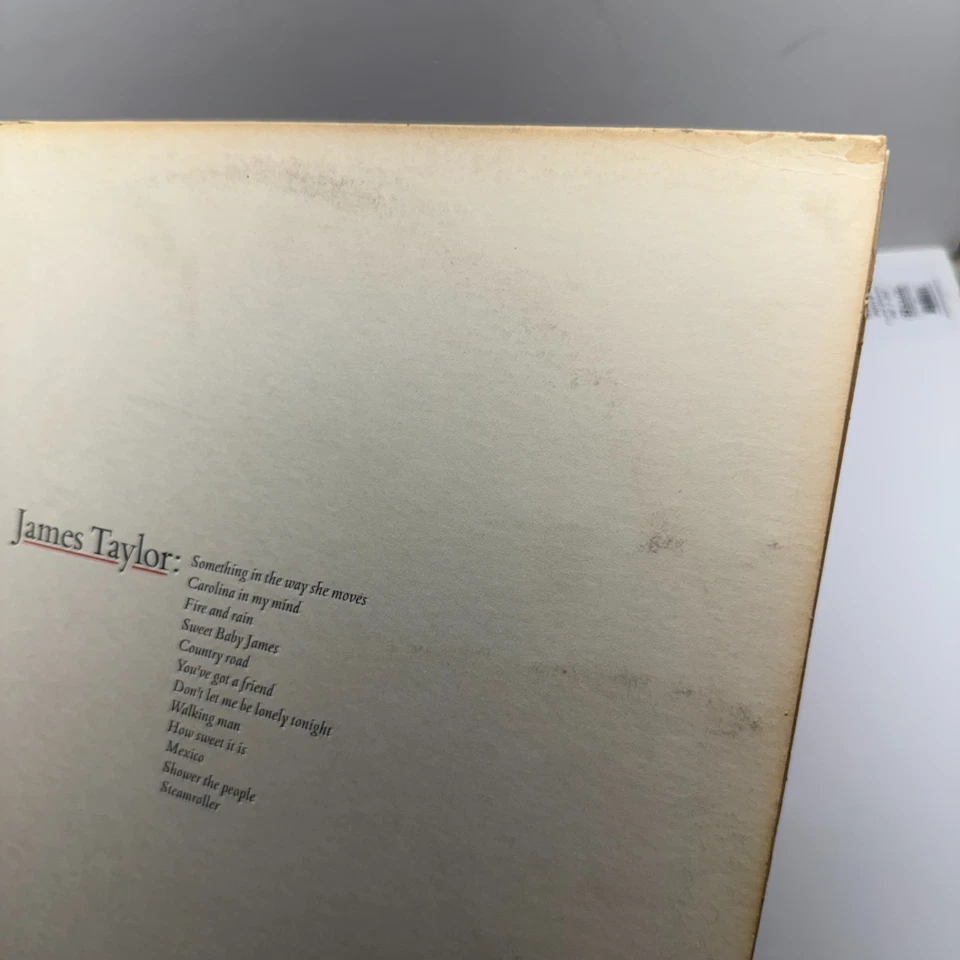 James Taylor:
Something in the way she moves
Carolina in my mind
Fire and rain
Sweet Baby James
Country road
You've got a friend
Don't let me be lonely tonight
Walking man
How sweet it is
Mexico
Shower the people
Steamroller